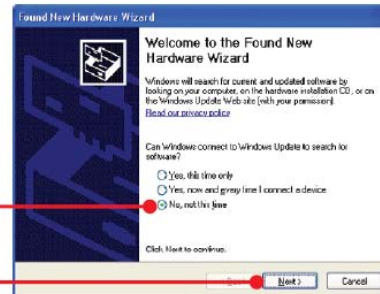 Found New Hardware Wizard
Welcome to the Found New
Hardware Wizard
Windows will search for current and updated software by
looking on your computer, on the hardware installation CD, or on
the Windows Update Web site (with your permission).
Read our privacy policy
Can Windows connect to Windows Update to search for
software?
Yes, this time only
Yes, now and every time I connect a device
No, not this time
Click Next to continue.
Next >
Cancel